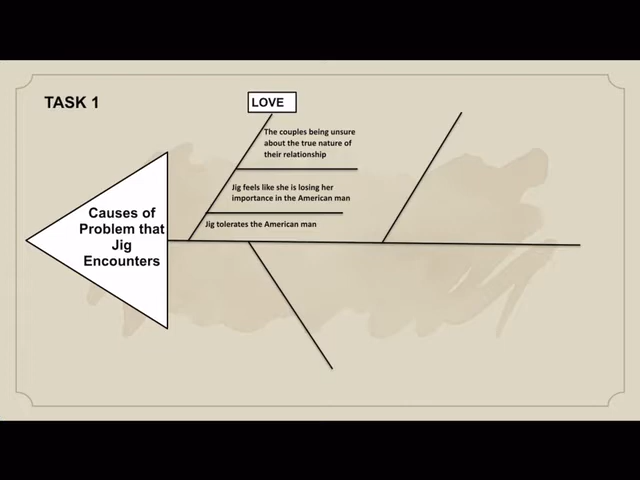 TASK 1
LOVE
The couples being unsure
about the true nature of
their relationship
Jig feels like she is losing her
importance in the American man
Jig tolerates the American man
Causes of
Problem that
Jig
Encounters